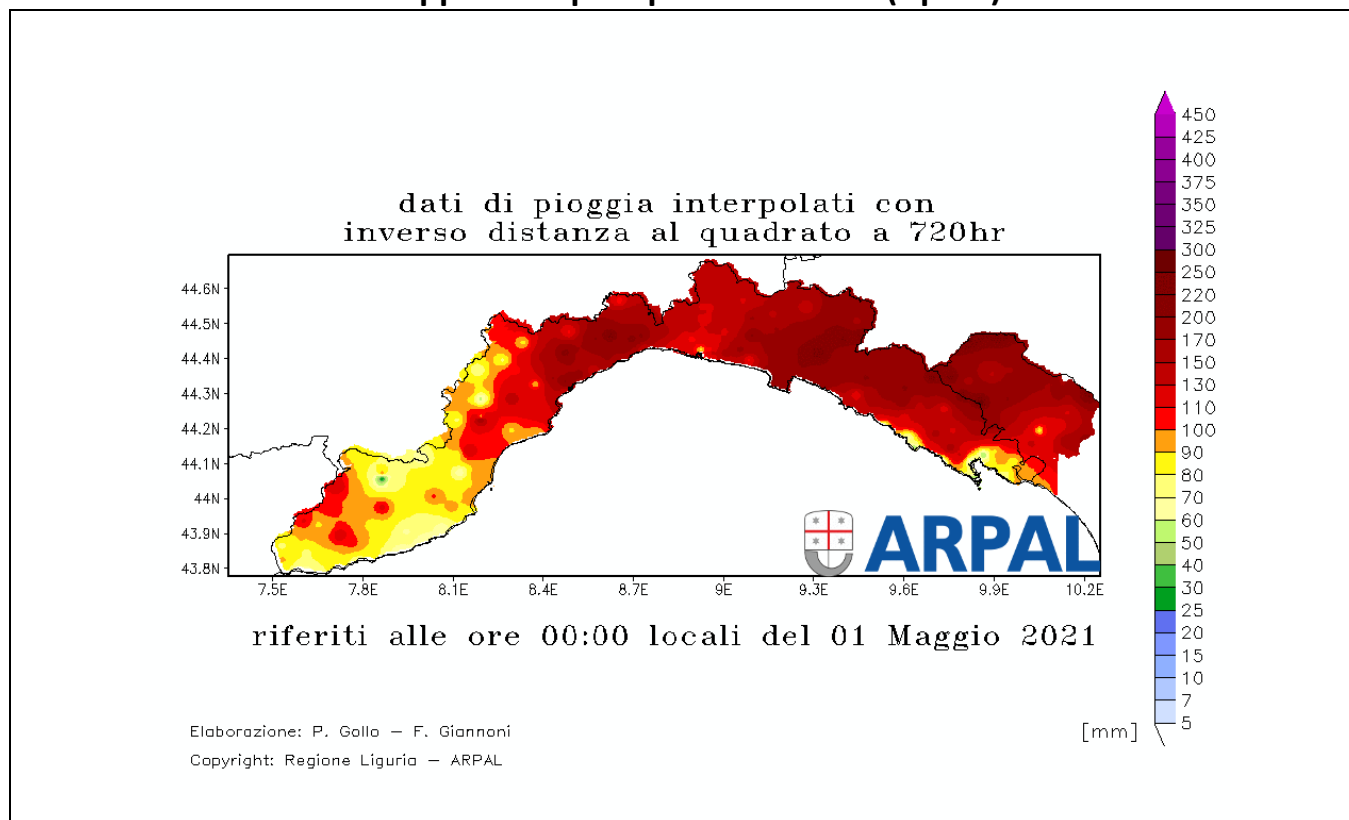 dati di pioggia interpolati con
inverso distanza al quadrato a 720hr
44.6N
44.5N
44.4N
44.3N
44.2N
44.1N
44N
43.9N
43.8N
7.5E 7.8E 8.1E 8.4E 8.7E 9E 9.3E 9.6E 9.9E 10.2E
ARPAL
450
425
400
375
350
325
300
250
220
200
170
150
130
110
100
90
80
70
60
50
40
30
25
20
15
10
7
5
[mm]
riferiti alle ore 00:00 locali del 01 Maggio 2021
Elaborazione: P. Gollo – F. Giannoni
Copyright: Regione Liguria – ARPAL